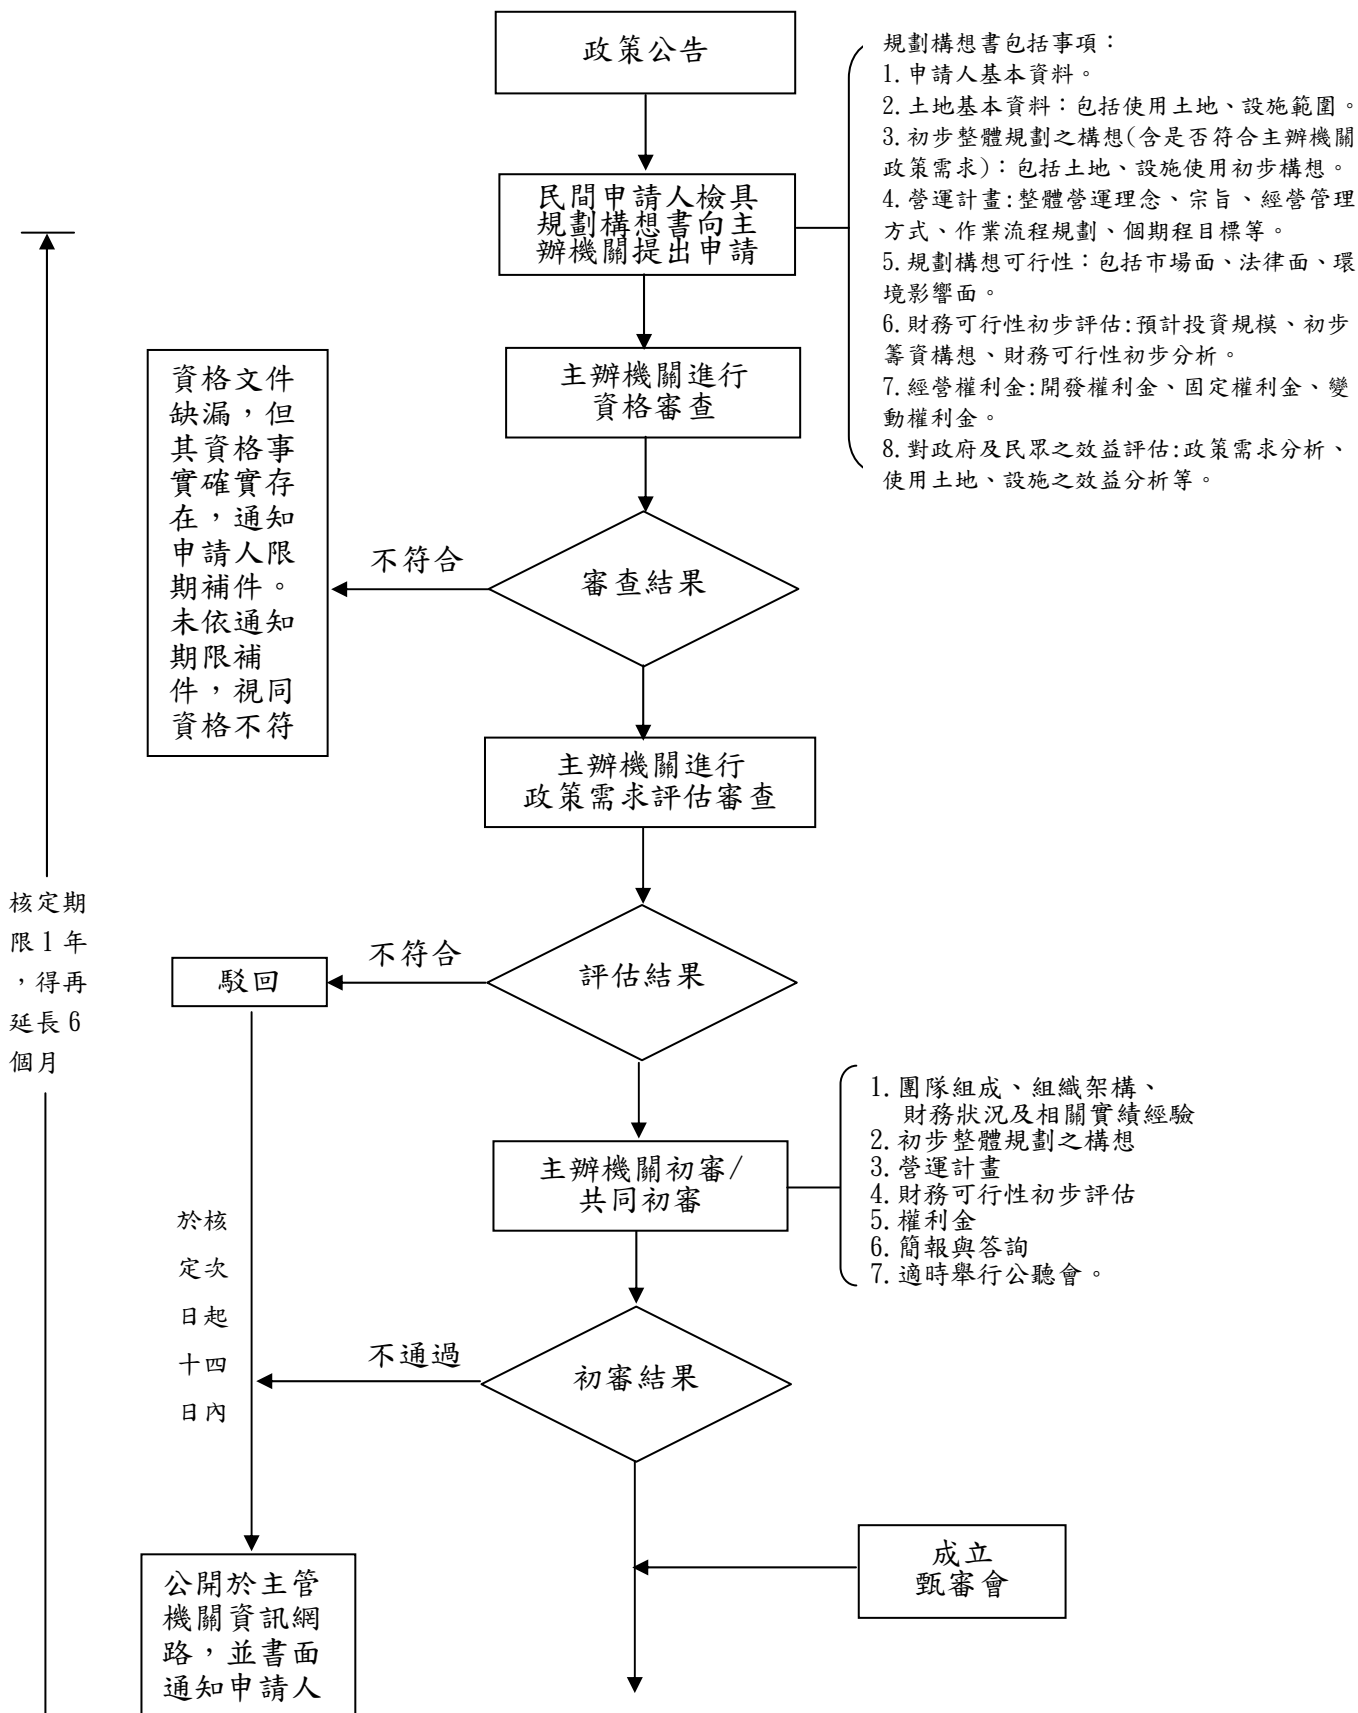 政策公告
規劃構想書包括事項：
1.申請人基本資料。
2.土地基本資料：包括使用土地、設施範圍。
3.初步整體規劃之構想(含是否符合主辦機關
政策需求)：包括土地、設施使用初步構想。
4.營運計畫:整體營運理念、宗旨、經營管理
方式、作業流程規劃、個期程目標等。
5.規劃構想可行性：包括市場面、法律面、環
境影響面。
6.財務可行性初步評估:預計投資規模、初步
籌資構想、財務可行性初步分析。
7.經營權利金:開發權利金、固定權利金、變
動權利金。
8.對政府及民眾之效益評估:政策需求分析、
使用土地、設施之效益分析等。
民間申請人檢具
規劃構想書向主
辦機關提出申請
主辦機關進行
資格審查
資格文件
缺漏，但
其資格事
實確實存
在，通知
申請人限
期補件。
未依通知
期限補
件，視同
資格不符
不符合
審查結果
主辦機關進行
政策需求評估審查
核定期
限1年
，得再
延長6
個月
駁回
不符合
評估結果
主辦機關初審/
共同初審
1.團隊組成、組織架構、
財務狀況及相關實績經驗
2.初步整體規劃之構想
3.營運計畫
4.財務可行性初步評估
5.權利金
6.簡報與答詢
7.適時舉行公聽會。
於核
定次
日起
十四
日內
不通過
初審結果
成立
甄審會
公開於主管
機關資訊網
路，並書面
通知申請人